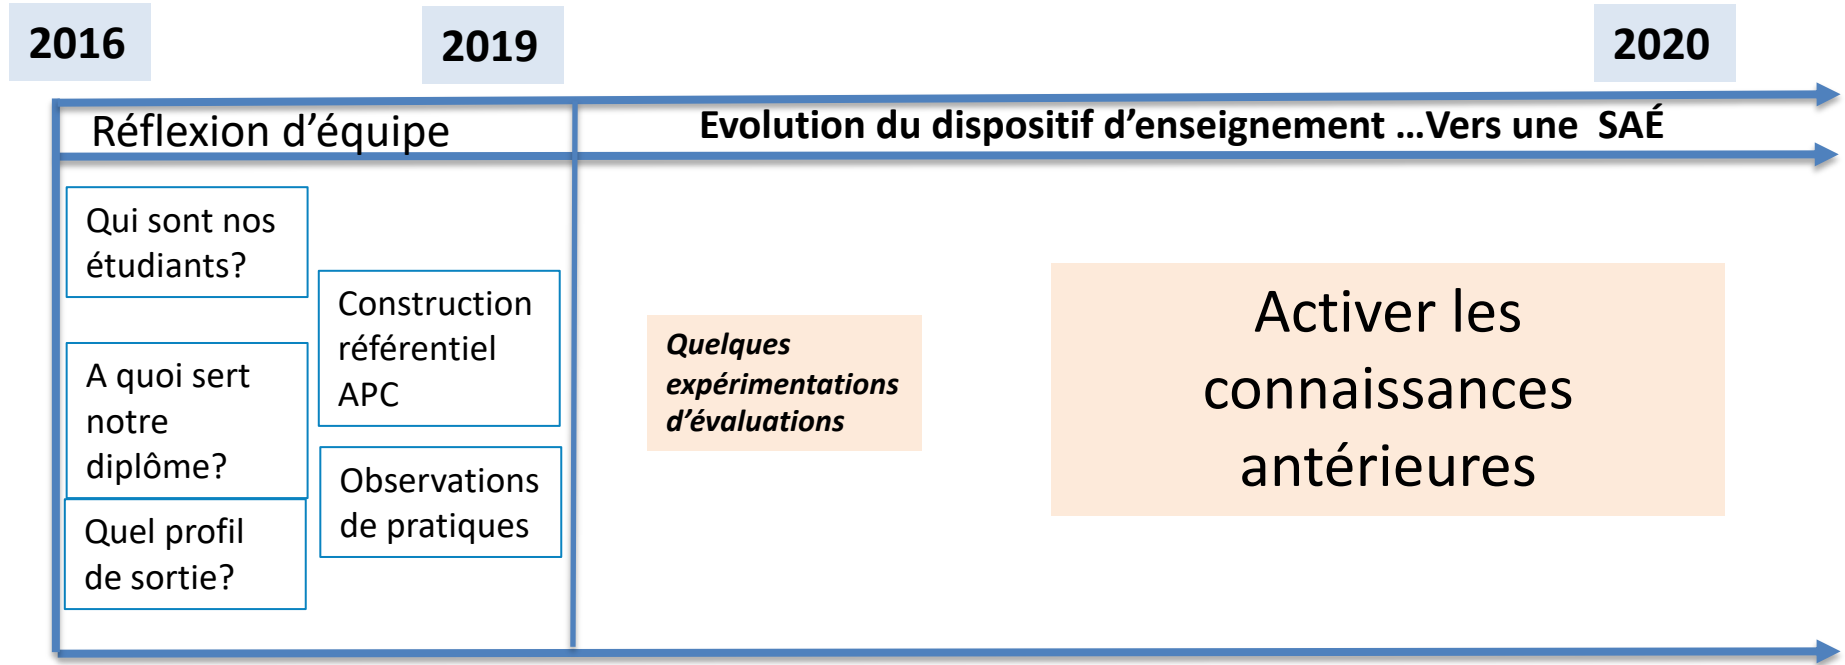 2016
2019
2020
Réflexion d’équipe
Evolution du dispositif d’enseignement …Vers une SAÉ
Qui sont nos
étudiants?
A quoi sert
notre
diplôme?
Quel profil
de sortie?
Construction
référentiel
APC
Observations
de pratiques
Quelques
expérimentations
d’évaluations
Activer les
connaissances
antérieures